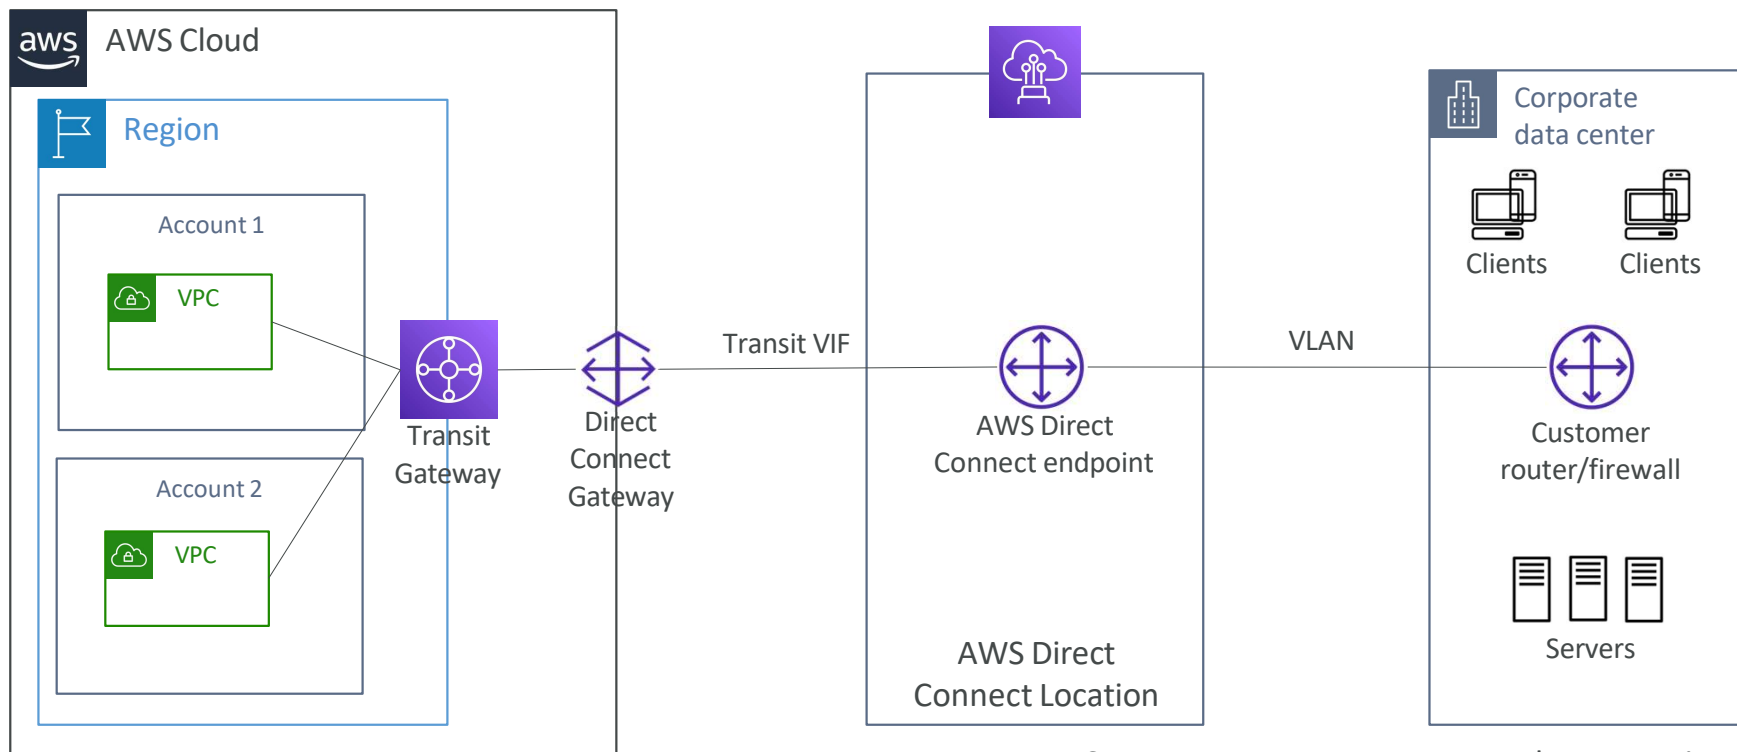 aws
AWS Cloud
Region
Account 1
VPC
Account 2
VPC
Transit
Gateway
Direct
Connect
Gateway
Transit VIF
AWS Direct
Connect endpoint
AWS Direct
Connect Location
VLAN
Corporate
data center
Clients
Clients
Customer
router/firewall
Servers